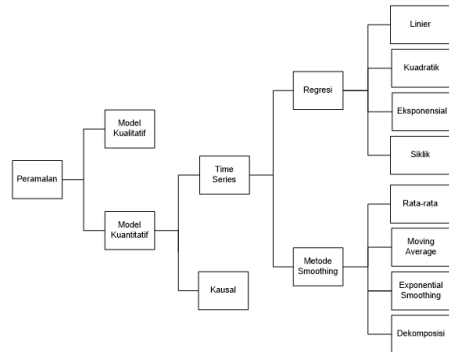 Peramalan
Model
Kualitatif
Model
Kuantitatif
Time
Series
Kausal
Regresi
Metode
Smoothing
Linier
Kuadratik
Eksponensial
Siklik
Rata-rata
Moving
Average
Exponential
Smoothing
Dekomposisi